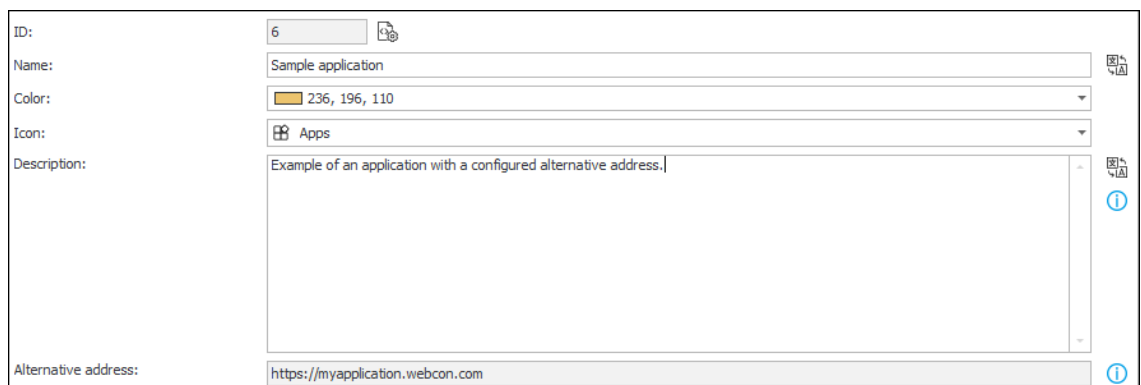 ID: 6
Name: Sample application
Color: 236, 196, 110
Icon: Apps
Description: Example of an application with a configured alternative address.
Alternative address: https://myapplication.webcon.com